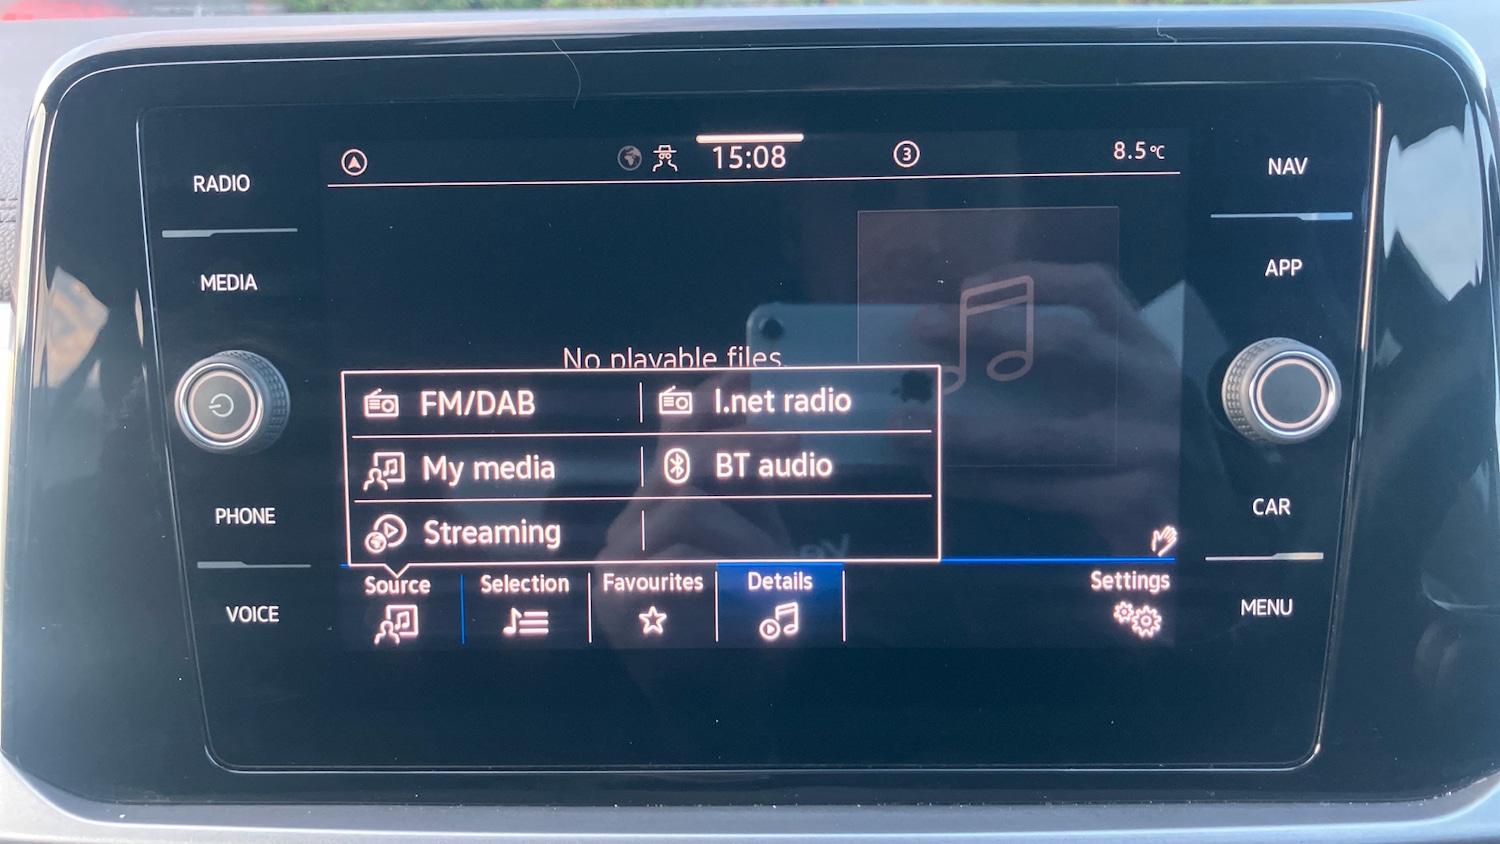 RADIO
MEDIA
PHONE
VOICE
15:08
3
8.5°C
No playable files.
FM/DAB
I.net radio
My media
BT audio
Streaming
Source
Selection
Favourites
Details
Settings
NAV
APP
CAR
MENU